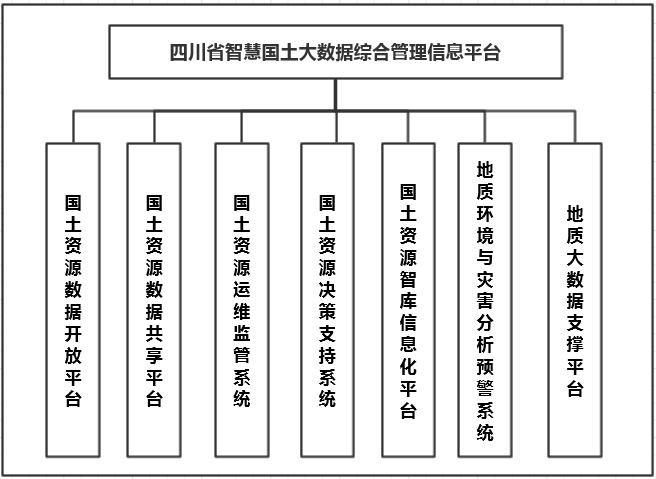 四川省智慧国土大数据综合管理信息平台
国土资源数据开放平台
国土资源数据共享平台
国土资源运维监管系统
国土资源决策支持系统
国土资源智库信息化平台
地质环境与灾害分析预警系统
地质大数据支撑平台